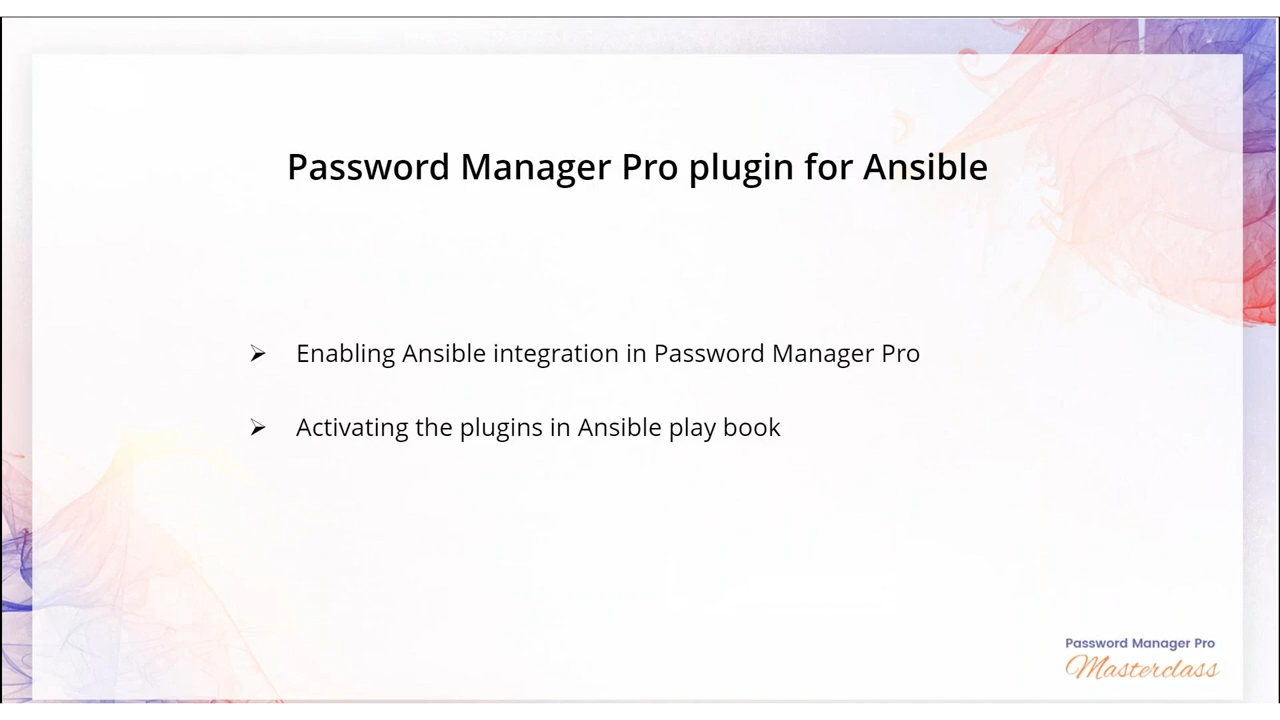 Password Manager Pro plugin for Ansible
Enabling Ansible integration in Password Manager Pro
Activating the plugins in Ansible play book
Password Manager Pro
Masterclass